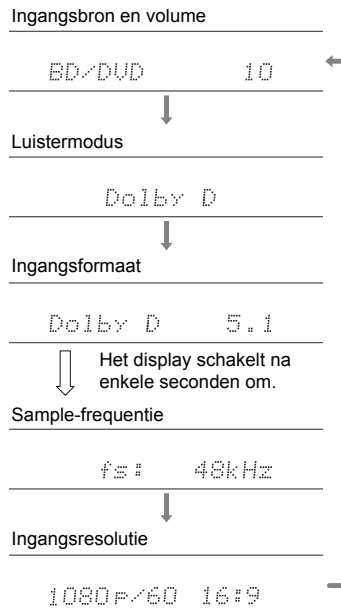 Ingangsbron en volume
BD/DVD 10
Luistermodus
Dolby D
Ingangsformaat
Dolby D 5.1
Het display schakelt na
enkele seconden om.
Sample-frequentie
fs: 48kHz
Ingangsresolutie
1080p/60 16:9